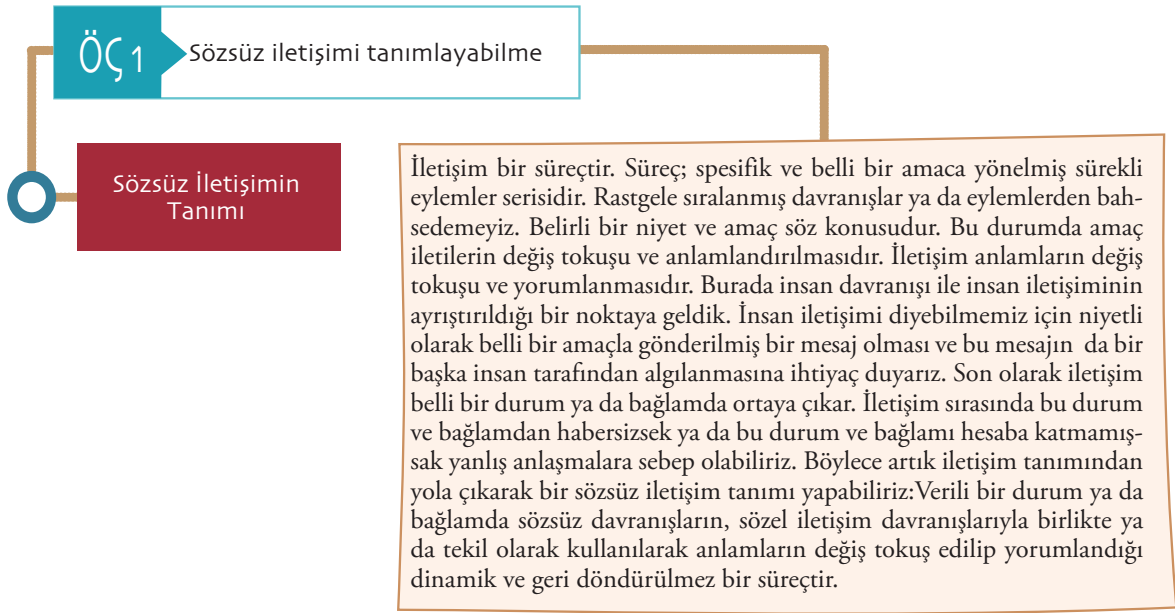 ÖÇ 1 Sözsüz iletişimi tanımlayabilme
Sözsüz İletişimin
Tanımı
İletişim bir süreçtir. Süreç; spesifik ve belli bir amaca yönelmiş sürekli
eylemler serisidir. Rastgele sıralanmış davranışlar ya da eylemlerden bah-
sedemeyiz. Belirli bir niyet ve amaç söz konusudur. Bu durumda amaç
iletilerin değiş tokuşu ve anlamlandırılmasıdır. İletişim anlamların değiş
tokuşu ve yorumlanmasıdır. Burada insan davranışı ile insan iletişiminin
ayrıştırıldığı bir noktaya geldik. İnsan iletişimi diyebilmemiz için niyetli
olarak belli bir amaçla gönderilmiş bir mesaj olması ve bu mesajın da bir
başka insan tarafından algılanmasına ihtiyaç duyarız. Son olarak iletişim
belli bir durum ya da bağlamda ortaya çıkar. İletişim sırasında bu durum
ve bağlamdan habersizsek ya da bu durum ve bağlamı hesaba katmamış-
sak yanlış anlaşmalara sebep olabiliriz. Böylece artık iletişim tanımından
yola çıkarak bir sözsüz iletişim tanımı yapabiliriz:Verili bir durum ya da
bağlamda sözsüz davranışların, sözel iletişim davranışlarıyla birlikte ya
da tekil olarak kullanılarak anlamların değiş tokuş edilip yorumlandığı
dinamik ve geri döndürülmez bir süreçtir.